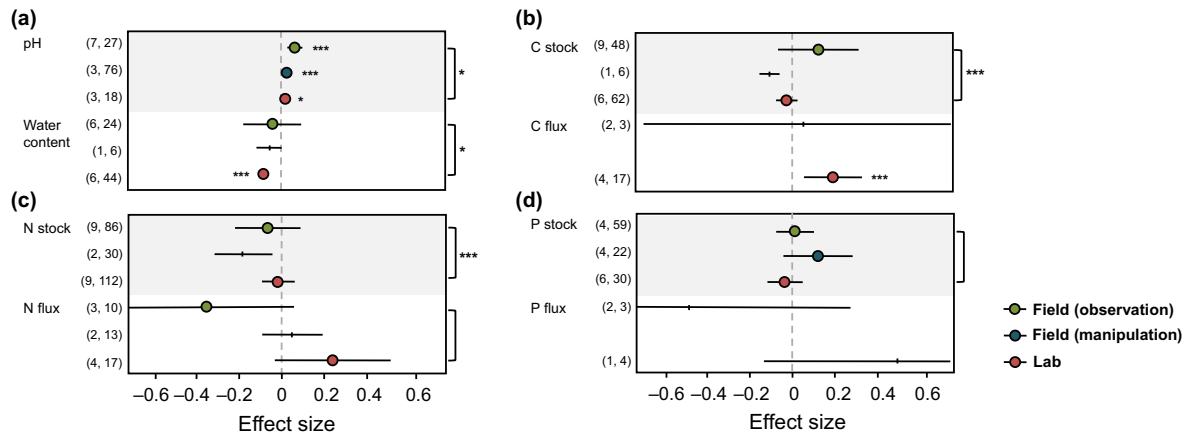 (a)
pH
(7, 27)
***
(3, 76)
***
*
(3, 18)
*
Water
content
(6, 24)
(1, 6)
*
(6, 44)
***
(b)
C stock
(9, 48)
(1, 6)
***
(6, 62)
C flux
(2, 3)
(4, 17)
***
(c)
N stock
(9, 86)
(2, 30)
***
(9, 112)
N flux
(3, 10)
(2, 13)
(4, 17)
−0.6 −0.4 −0.2 0 0.2 0.4 0.6
Effect size
(d)
P stock
(4, 59)
(4, 22)
(6, 30)
P flux
(2, 3)
(1, 4)
−0.6 −0.4 −0.2 0 0.4 0.2 0.6
Effect size
Field (observation)
Field (manipulation)
Lab